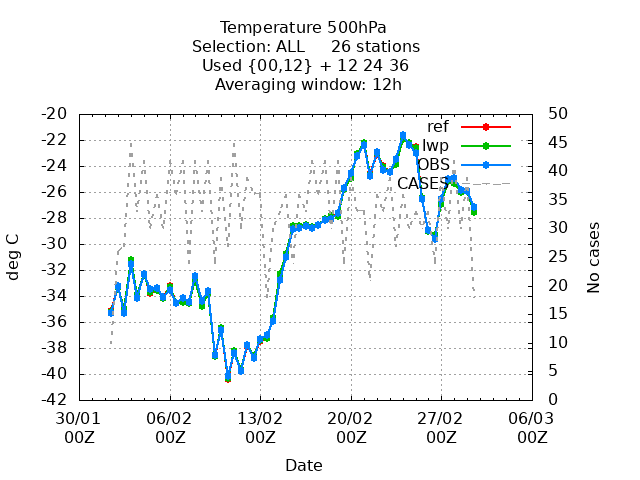 Temperature 500hPa
Selection: ALL 26 stations
Used {00,12} + 12 24 36
Averaging window: 12h
-20
-22
-24
-26
-28
-30
-32
-34
-36
-38
-40
-42
deg C
50
45
40
35
30
25
20
15
10
5
0
No cases
ref
lwp
OBS
CASES
30/01 06/02 13/02 20/02 27/02 06/03
00Z 00Z 00Z 00Z 00Z 00Z
Date